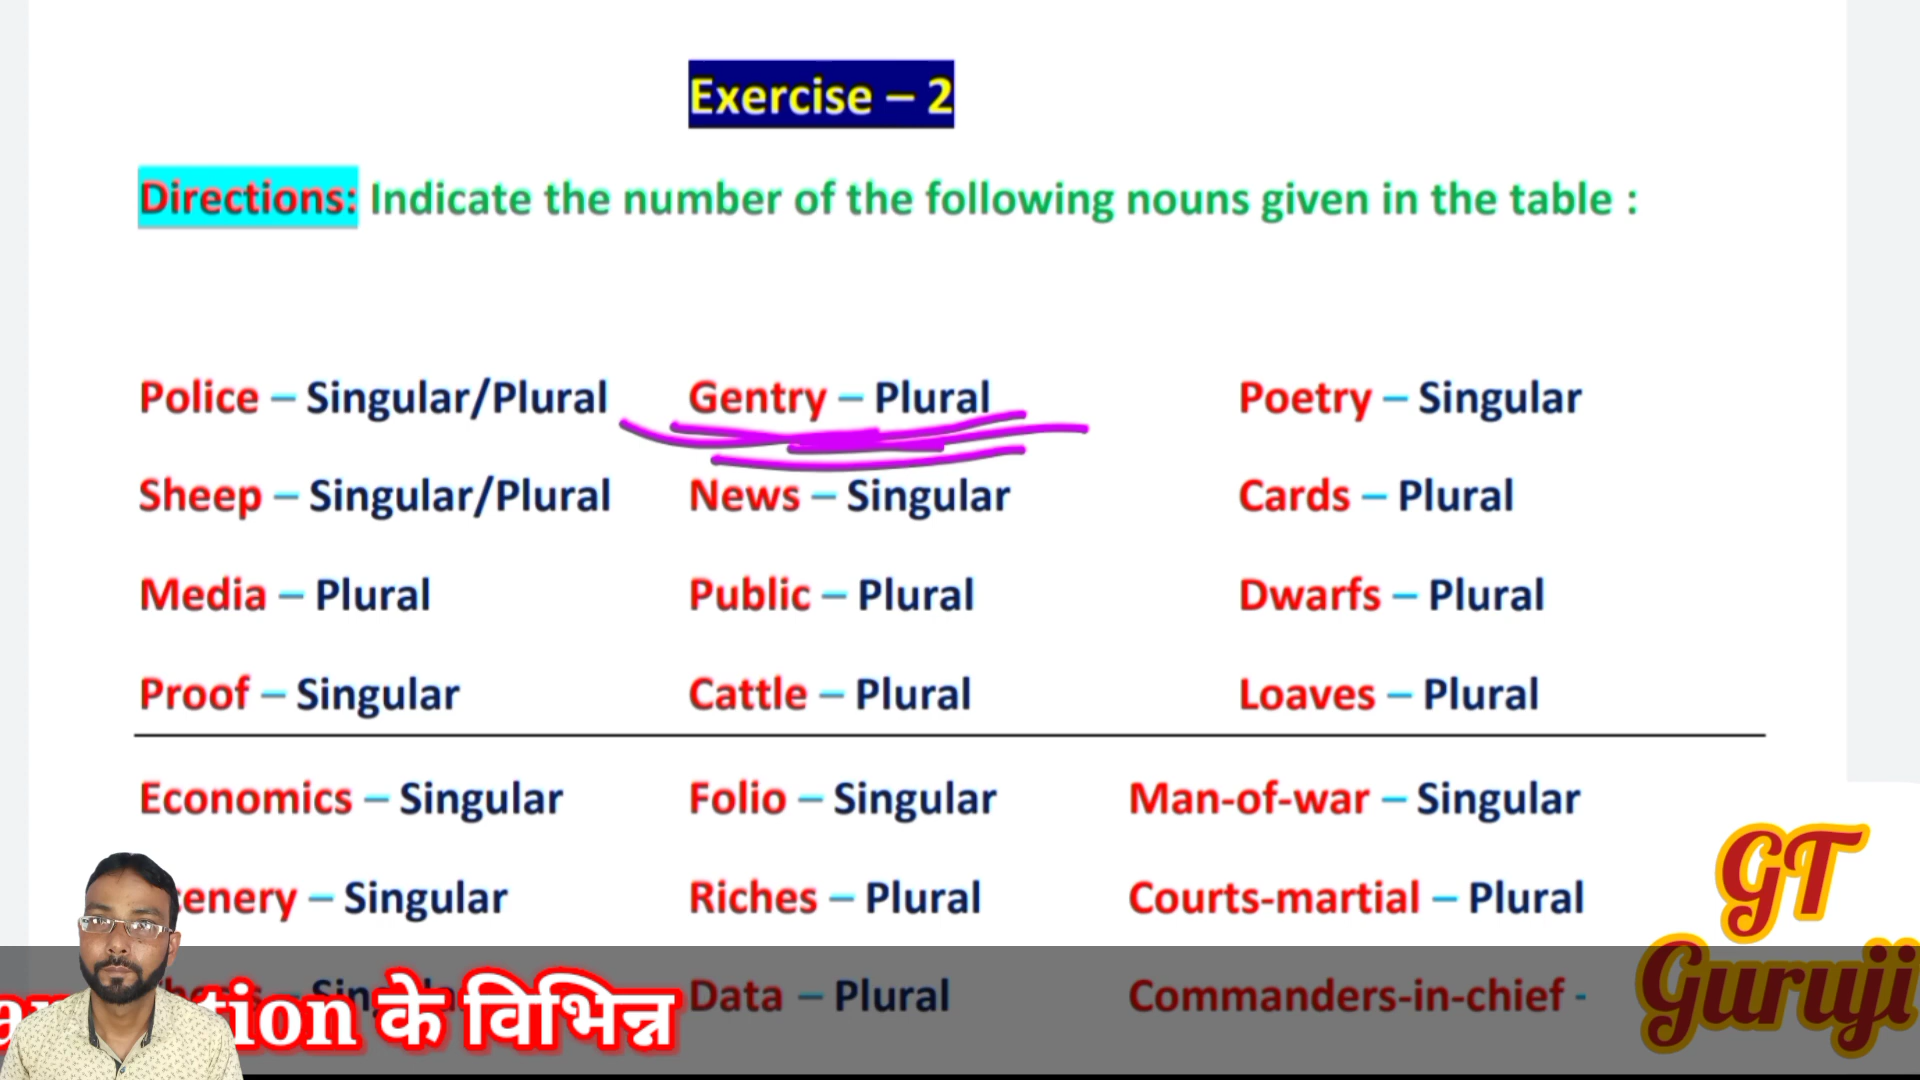 Exercise – 2
Directions: Indicate the number of the following nouns given in the table :
Police – Singular/Plural Gentry – Plural Poetry – Singular
Sheep – Singular/Plural News – Singular Cards – Plural
Media – Plural Public – Plural Dwarfs – Plural
Proof – Singular Cattle – Plural Loaves – Plural
Economics – Singular Folio – Singular Man-of-war – Singular
– Singular Riches – Plural Courts-martial – Plural
Data – Plural Commanders-in-chief -
के विभिन्न
GT
Guruji